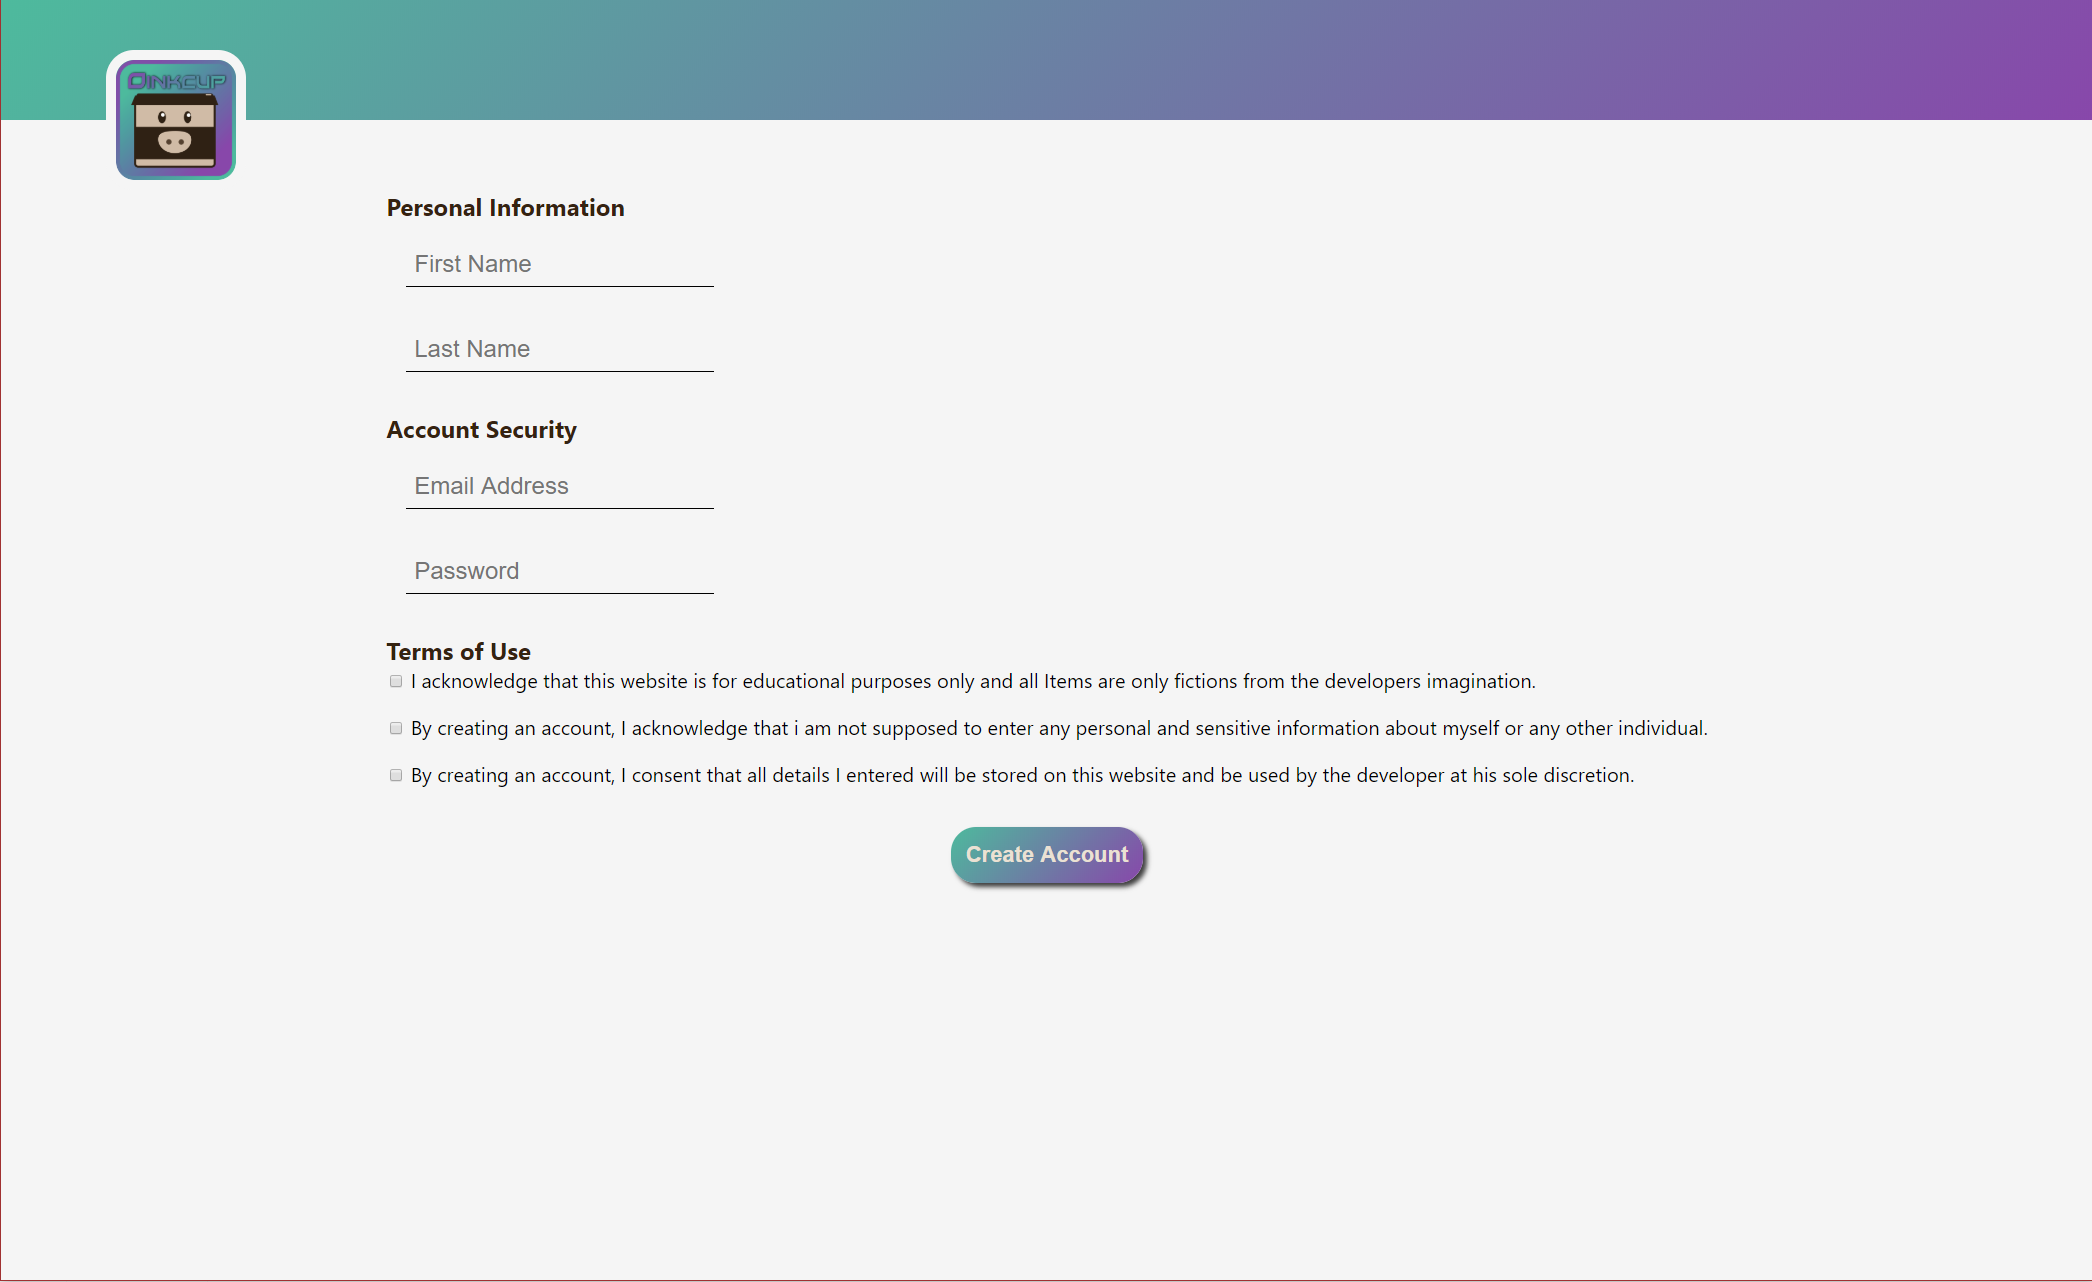 OINKCUP
Personal Information
First Name
Last Name
Account Security
Email Address
Password
Terms of Use
I acknowledge that this website is for educational purposes only and all Items are only fictions from the developers imagination.
By creating an account, I acknowledge that i am not supposed to enter any personal and sensitive information about myself or any other individual.
By creating an account, I consent that all details I entered will be stored on this website and be used by the developer at his sole discretion.
Create Account